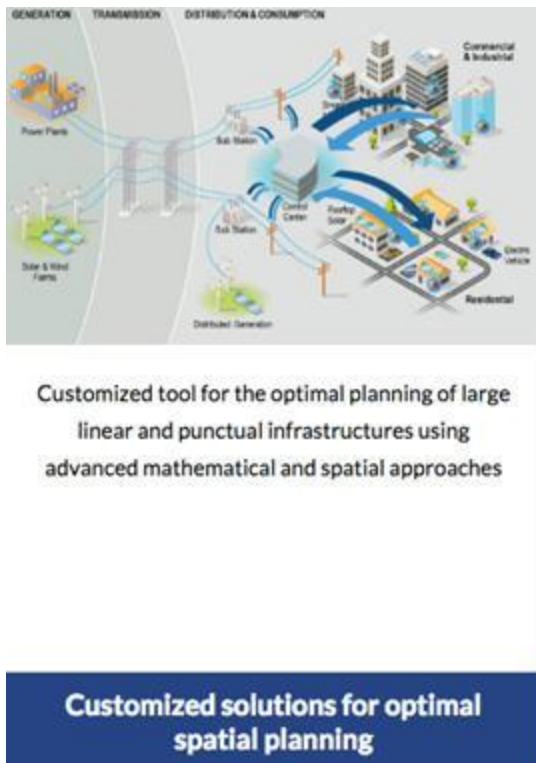 GENERATION
TRANSMISSION
DISTRIBUTION & CONSUMPTION
Commercial
& Industrial
Power Plants
Sub Station
Control
Center
Rooftop
Solar
Sub Station
Electric
Vehicle
Solar & Wind
Farms
Residential
Distributed Generation
Customized tool for the optimal planning of large
linear and punctual infrastructures using
advanced mathematical and spatial approaches
Customized solutions for optimal
spatial planning